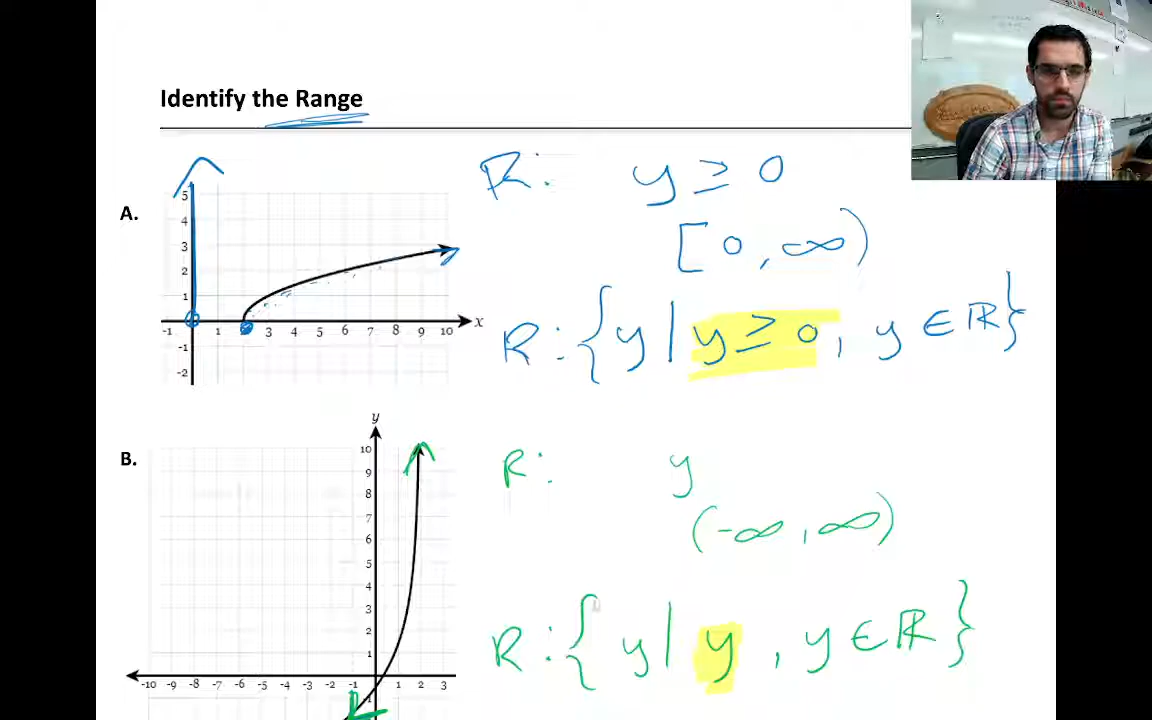 Identify the Range
R: y ≥ 0
[0, ∞)
A.
5
4
3
2
1
-1 1 3 4 5 6 7 8 9 10 x
-1
-2
R: { y | y ≥ 0, y ∈ ℝ }
y
B.
10
9
8
7
6
5
4
3
2
1
-10 -9 -8 -7 -6 -5 -4 -3 -2 -1 1 2 3
R: y
(-∞, ∞)
R: { y | y, y ∈ ℝ }